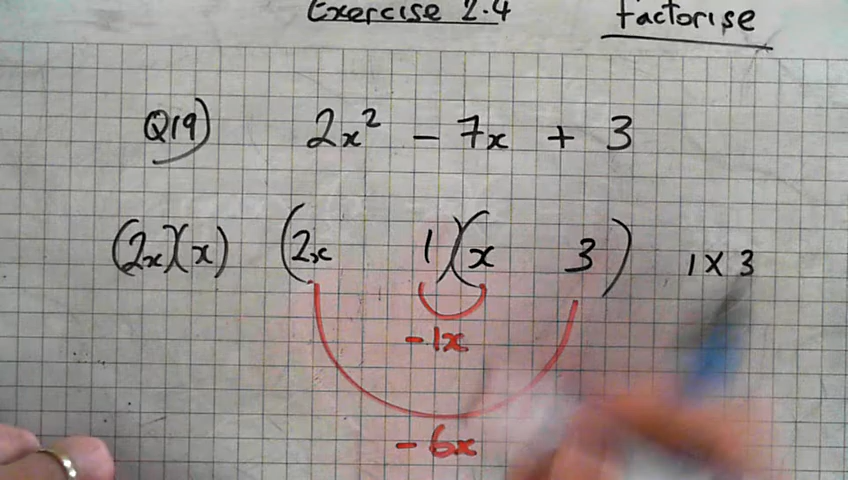 Exercise 2.4 factorise
Q19) 2x² - 7x + 3
(2x)(x) (2x 1)(x 3) 1 x 3
-1x
-6x